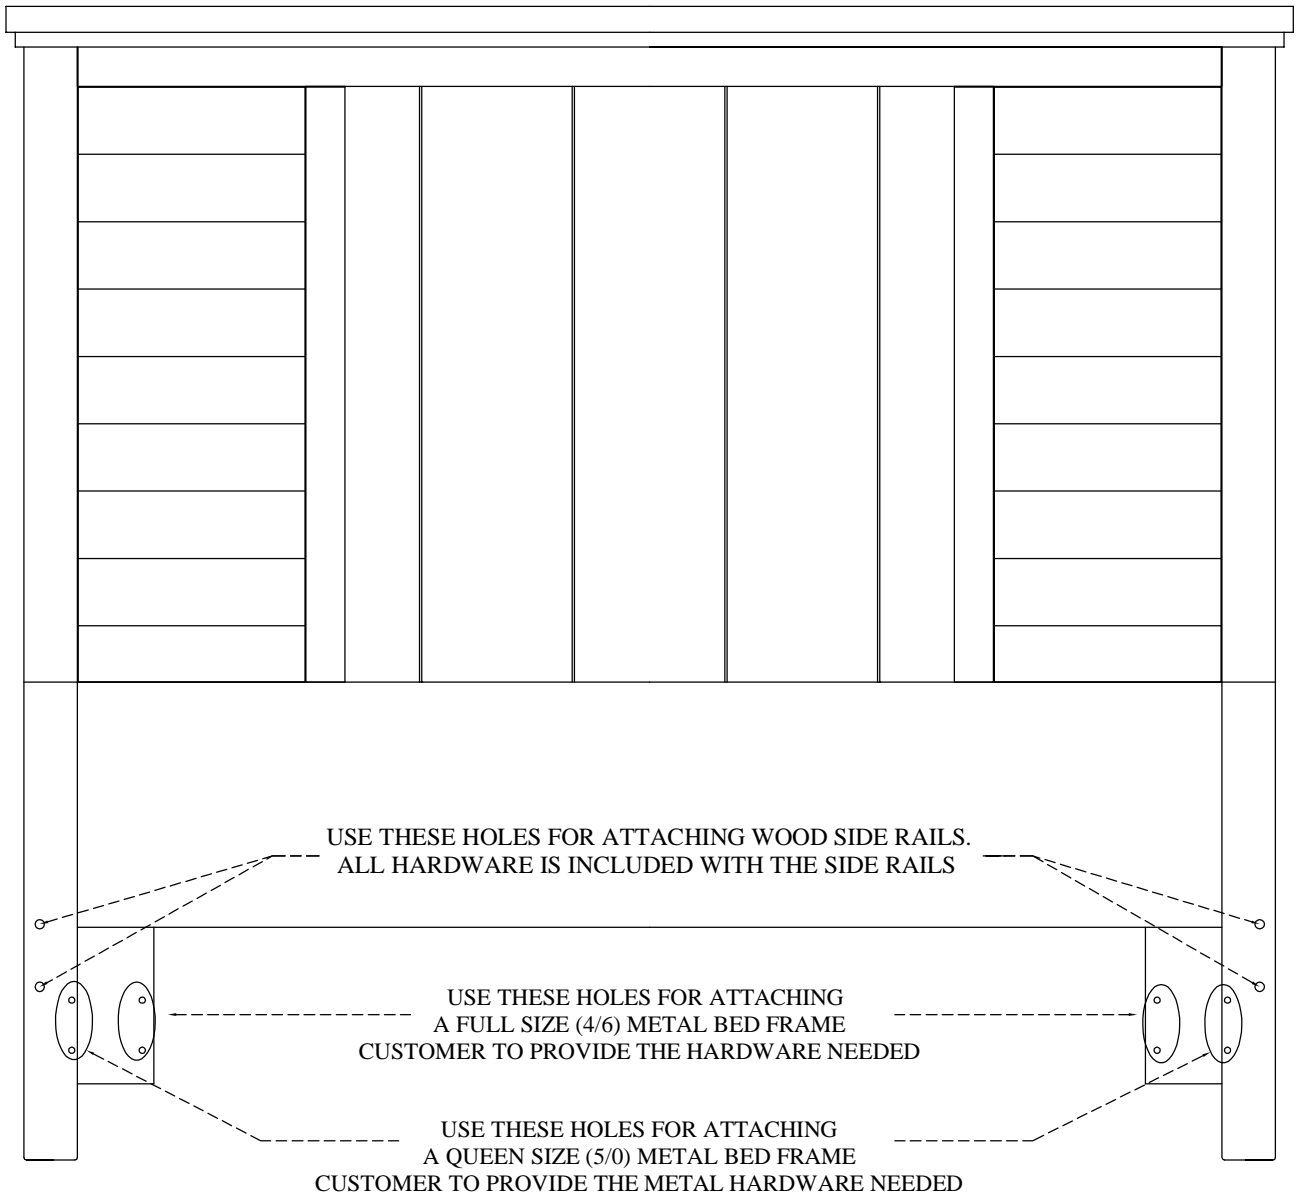 USE THESE HOLES FOR ATTACHING WOOD SIDE RAILS.
ALL HARDWARE IS INCLUDED WITH THE SIDE RAILS
USE THESE HOLES FOR ATTACHING
A FULL SIZE (4/6) METAL BED FRAME
CUSTOMER TO PROVIDE THE HARDWARE NEEDED
USE THESE HOLES FOR ATTACHING
A QUEEN SIZE (5/0) METAL BED FRAME
CUSTOMER TO PROVIDE THE METAL HARDWARE NEEDED